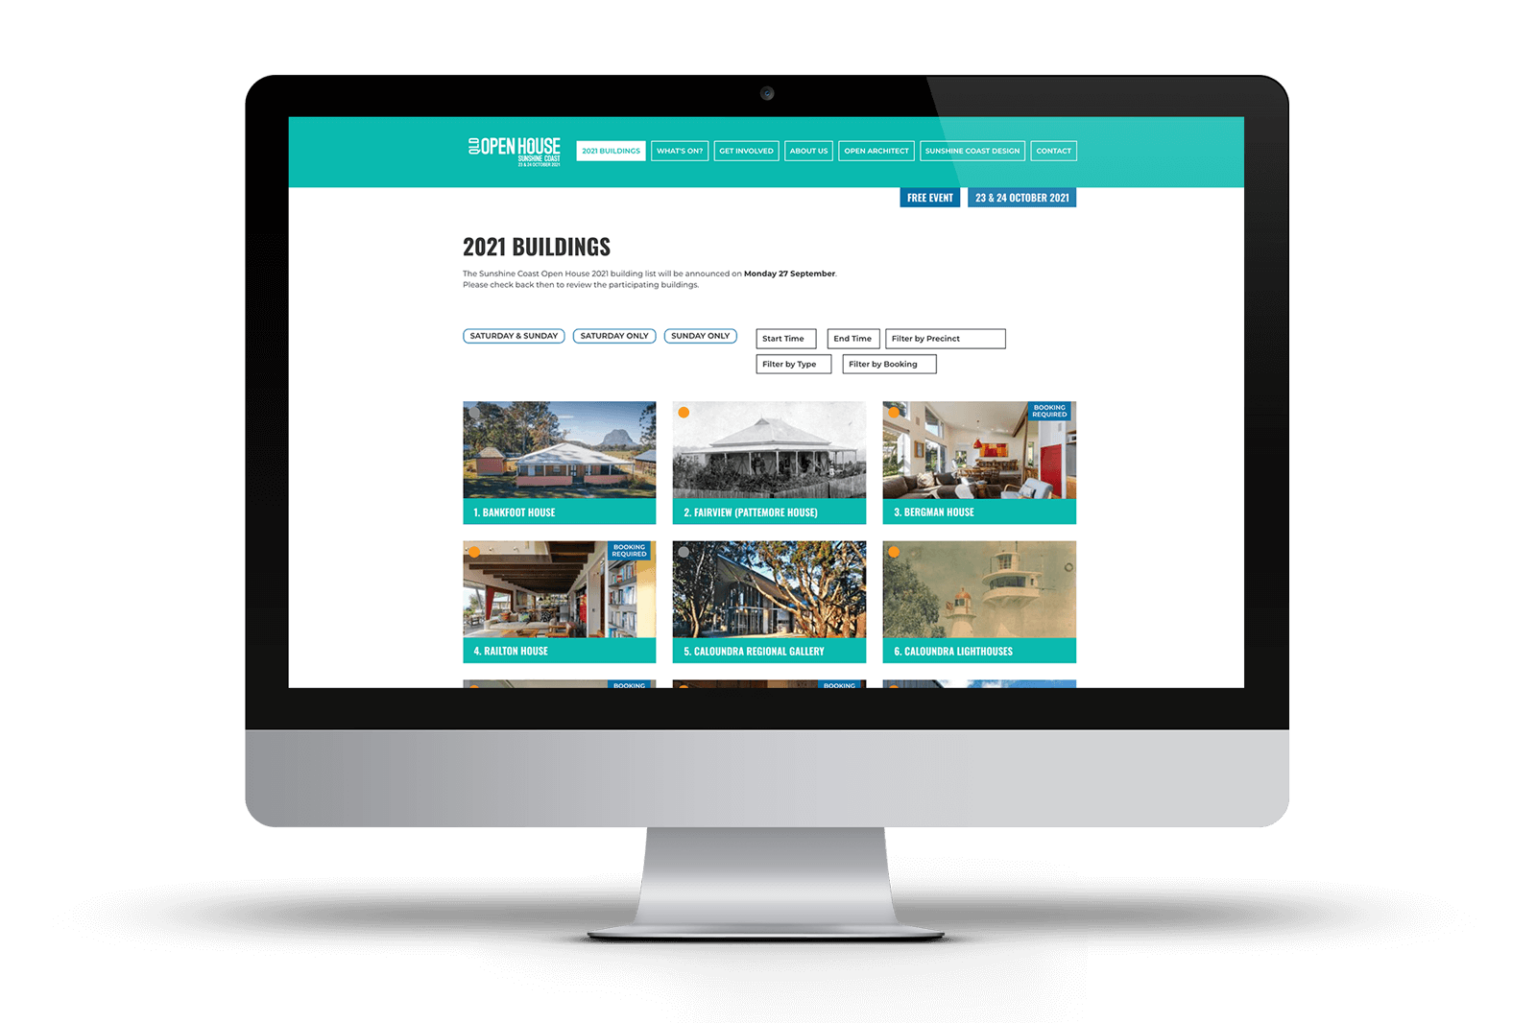 QLD
OPEN HOUSE
SUNSHINE COAST
23 & 24 OCTOBER 2021
2021 BUILDINGS
WHAT'S ON?
GET INVOLVED
ABOUT US
OPEN ARCHITECT
SUNSHINE COAST DESIGN
CONTACT
FREE EVENT
23 & 24 OCTOBER 2021
2021 BUILDINGS
The Sunshine Coast Open House 2021 building list will be announced on Monday 27 September.
Please check back then to review the participating buildings.
SATURDAY & SUNDAY
SATURDAY ONLY
SUNDAY ONLY
Start Time
End Time
Filter by Precinct
Filter by Type
Filter by Booking
1. BANKFOOT HOUSE
2. FAIRVIEW (PATTEMORE HOUSE)
BOOKING
REQUIRED
3. BERGMAN HOUSE
BOOKING
REQUIRED
4. RAILTON HOUSE
5. CALOUNDRA REGIONAL GALLERY
6. CALOUNDRA LIGHTHOUSES
BOOKING
BOOKING